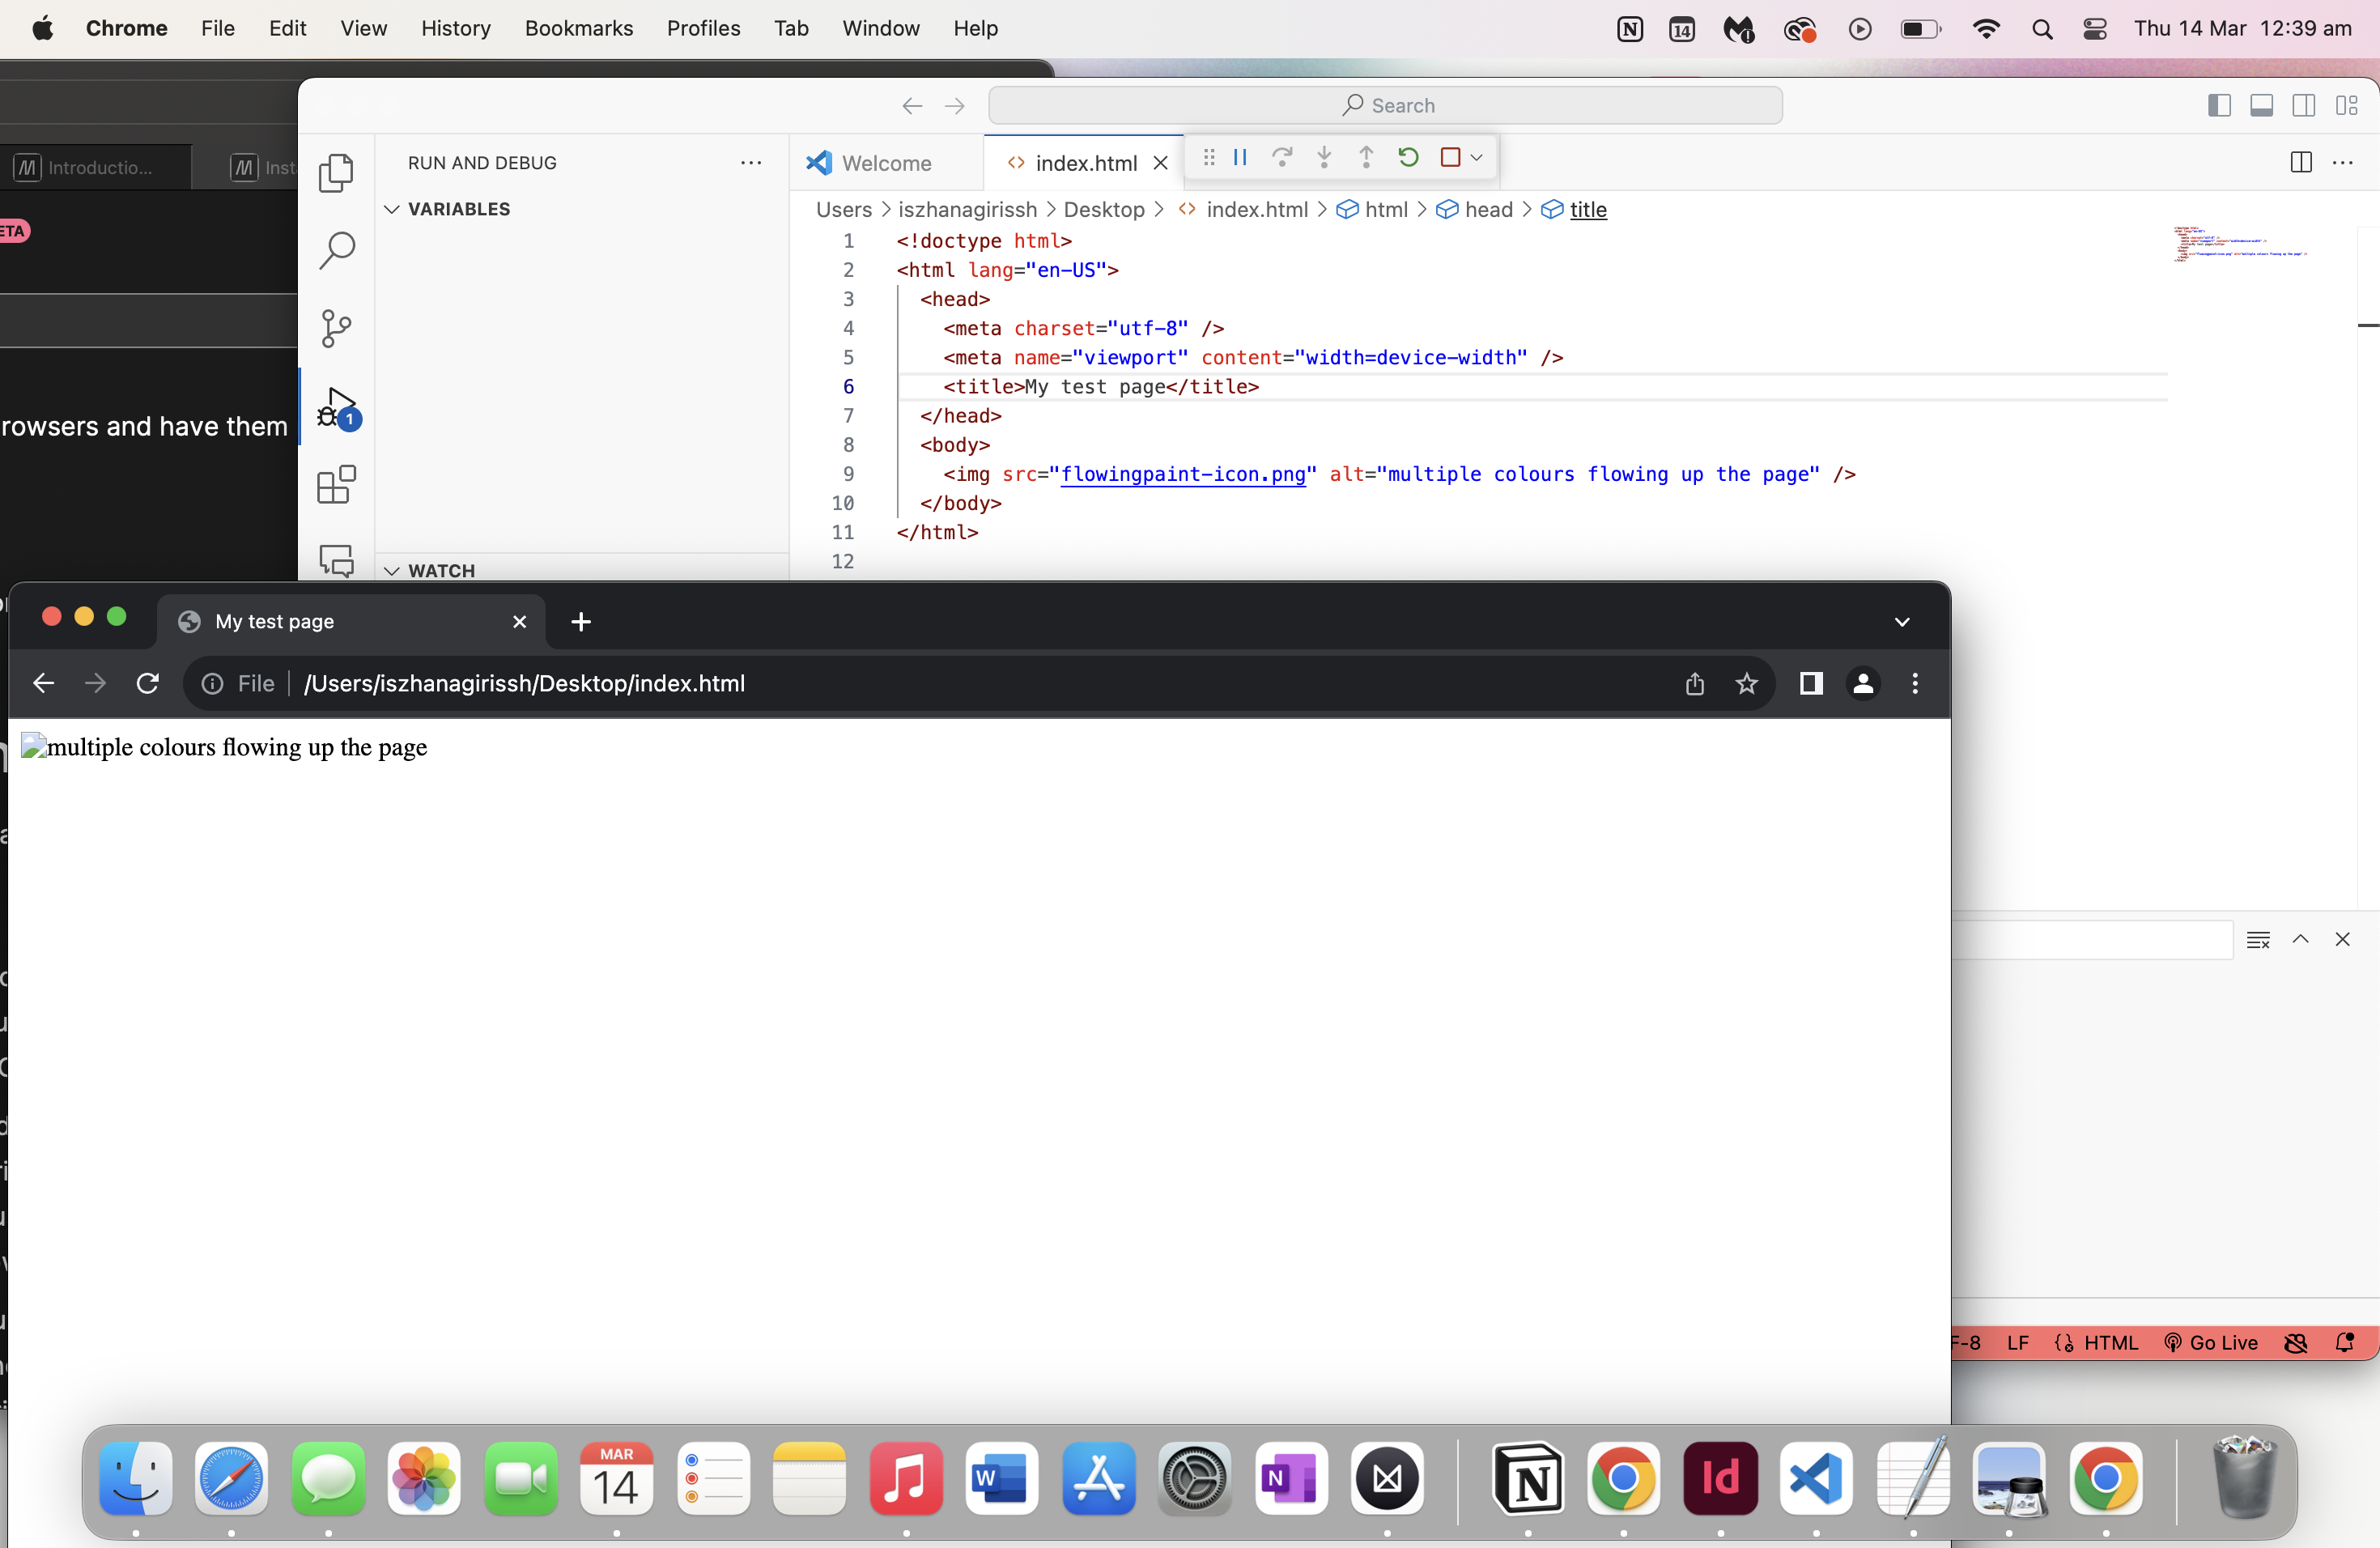 Chrome File Edit View History Bookmarks Profiles Tab Window Help
14
Thu 14 Mar 12:39 am
Search
Introductio...
Inst
RUN AND DEBUG
Welcome
index.html
VARIABLES
Users > iszhanagirissh > Desktop > <> index.html > html > head > title
ETA
1 <!doctype html>
2 <html lang="en-US">
3 <head>
4 <meta charset="utf-8" />
5 <meta name="viewport" content="width=device-width" />
6 <title>My test page</title>
7 </head>
8 <body>
9 <img src="flowingpaint-icon.png" alt="multiple colours flowing up the page" />
10 </body>
11 </html>
12
1
rowsers and have them
WATCH
My test page
File | /Users/iszhanagirissh/Desktop/index.html
multiple colours flowing up the page
F-8 LF HTML Go Live
MAR
14
W
N
N
Id